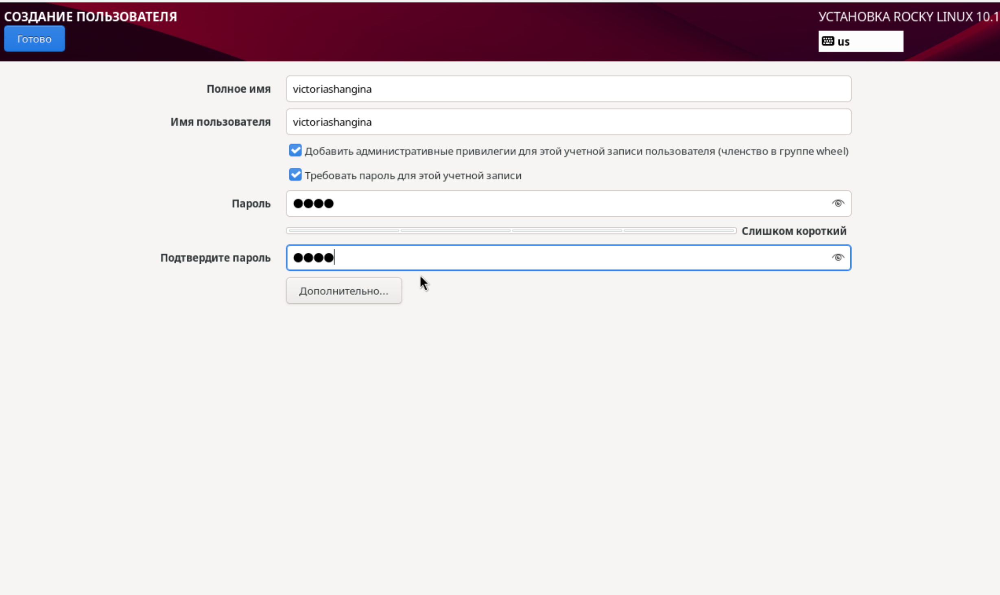 СОЗДАНИЕ ПОЛЬЗОВАТЕЛЯ
УСТАНОВКА ROCKY LINUX 10.1
Готово
us
Полное имя
victoriashangina
Имя пользователя
victoriashangina
Добавить административные привилегии для этой учетной записи пользователя (членство в группе wheel)
Требовать пароль для этой учетной записи
Пароль
●●●●
Слишком короткий
Подтвердите пароль
●●●●
Дополнительно...